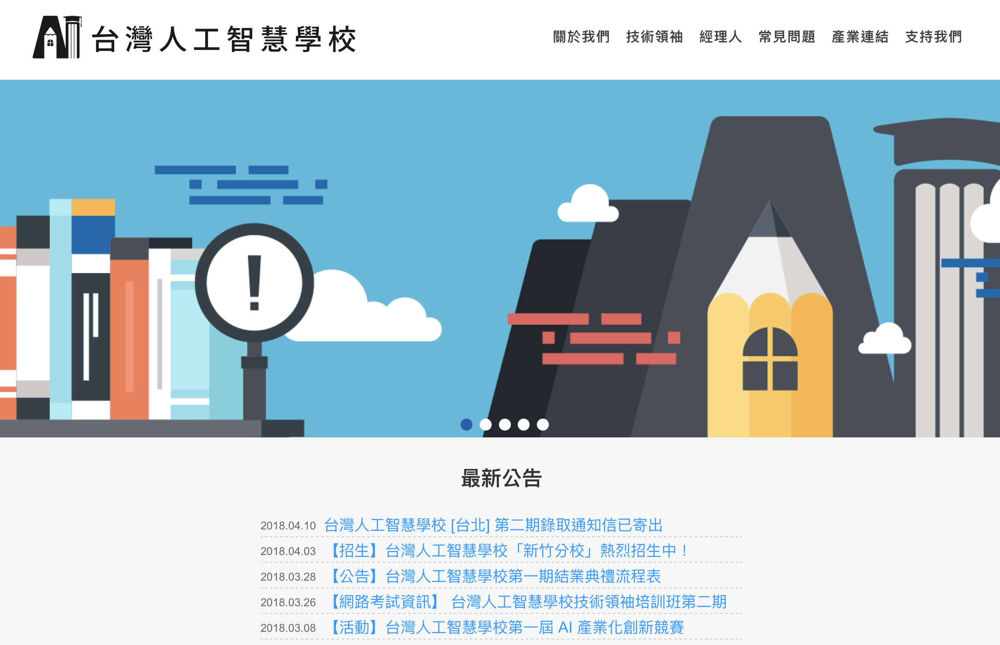 台灣人工智慧學校
關於我們 技術領袖 經理人 常見問題 產業連結 支持我們
!
最新公告
2018.04.10 台灣人工智慧學校 [台北] 第二期錄取通知信已寄出
2018.04.03 【招生】台灣人工智慧學校「新竹分校」熱烈招生中！
2018.03.28 【公告】台灣人工智慧學校第一期結業典禮流程表
2018.03.26 【網路考試資訊】 台灣人工智慧學校技術領袖培訓班第二期
2018.03.08 【活動】台灣人工智慧學校第一屆 AI 產業化創新競賽